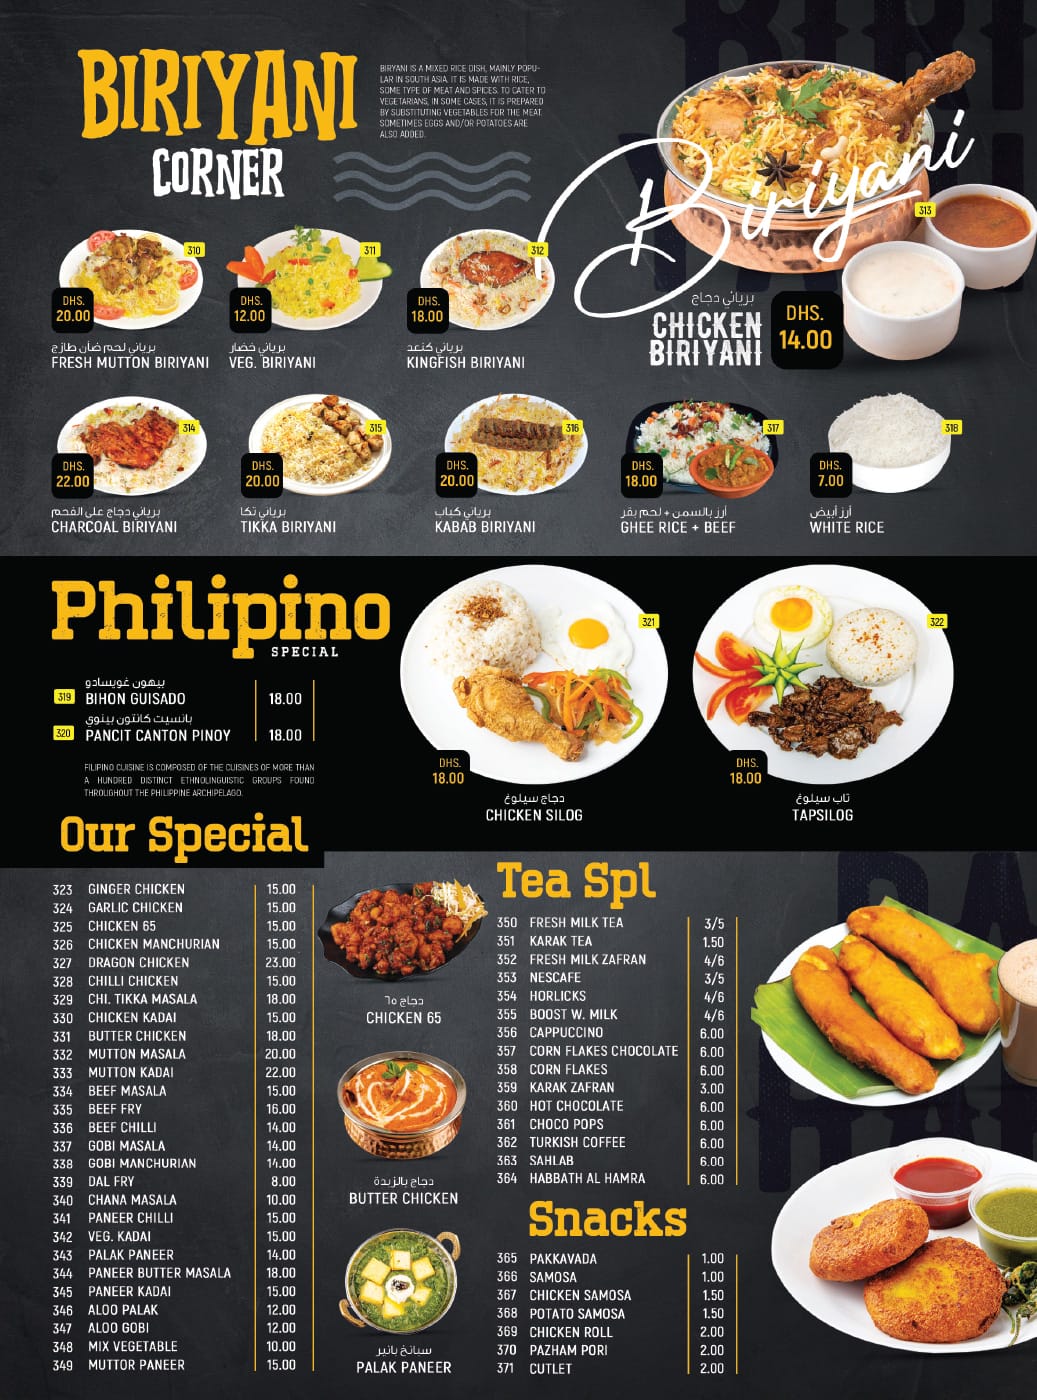 BIRIYANI
CORNER
BIRYANI IS A MIXED RICE DISH, MAINLY POPU-
LAR IN SOUTH ASIA. IT IS MADE WITH RICE,
SOME TYPE OF MEAT AND SPICES. TO CATER TO
VEGETARIANS, IN SOME CASES, IT IS PREPARED
BY SUBSTITUTING VEGETABLES FOR THE MEAT.
SOMETIMES EGGS AND/OR POTATOES ARE
ALSO ADDED.
Biriyani
313
برياني دجاج
CHICKEN
BIRIYANI
DHS.
14.00
310
DHS.
20.00
برياني لحم ضأن طازج
FRESH MUTTON BIRIYANI
311
DHS.
12.00
برياني خضار
VEG. BIRIYANI
312
DHS.
18.00
برياني كنعد
KINGFISH BIRIYANI
314
DHS.
22.00
برياني دجاج على الفحم
CHARCOAL BIRIYANI
315
DHS.
20.00
برياني تكا
TIKKA BIRIYANI
316
DHS.
20.00
برياني كباب
KABAB BIRIYANI
317
DHS.
18.00
أرز بالسمن + لحم بقر
GHEE RICE + BEEF
318
DHS.
7.00
أرز أبيض
WHITE RICE
Philipino
SPECIAL
بيهون غويسادو
319 BIHON GUISADO 18.00
بانسيت كانتون بينوي
320 PANCIT CANTON PINOY 18.00
FILIPINO CUISINE IS COMPOSED OF THE CUISINES OF MORE THAN
A HUNDRED DISTINCT ETHNOLINGUISTIC GROUPS FOUND
THROUGHOUT THE PHILIPPINE ARCHIPELAGO.
321
DHS.
18.00
دجاج سيلوغ
CHICKEN SILOG
322
DHS.
18.00
تاب سيلوغ
TAPSILOG
Our Special
323 GINGER CHICKEN 15.00
324 GARLIC CHICKEN 15.00
325 CHICKEN 65 15.00
326 CHICKEN MANCHURIAN 15.00
327 DRAGON CHICKEN 23.00
328 CHILLI CHICKEN 15.00
329 CHI. TIKKA MASALA 18.00
330 CHICKEN KADAI 15.00
331 BUTTER CHICKEN 18.00
332 MUTTON MASALA 20.00
333 MUTTON KADAI 22.00
334 BEEF MASALA 15.00
335 BEEF FRY 16.00
336 BEEF CHILLI 14.00
337 GOBI MASALA 14.00
338 GOBI MANCHURIAN 14.00
339 DAL FRY 8.00
340 CHANA MASALA 10.00
341 PANEER CHILLI 15.00
342 VEG. KADAI 15.00
343 PALAK PANEER 14.00
344 PANEER BUTTER MASALA 18.00
345 PANEER KADAI 15.00
346 ALOO PALAK 12.00
347 ALOO GOBI 12.00
348 MIX VEGETABLE 10.00
349 MUTTOR PANEER 15.00
دجاج ٦٥
CHICKEN 65
دجاج بالزبدة
BUTTER CHICKEN
سبانخ بانير
PALAK PANEER
Tea Spl
350 FRESH MILK TEA 3/5
351 KARAK TEA 1.50
352 FRESH MILK ZAFRAN 4/6
353 NESCAFE 3/5
354 HORLICKS 4/6
355 BOOST W. MILK 4/6
356 CAPPUCCINO 6.00
357 CORN FLAKES CHOCOLATE 6.00
358 CORN FLAKES 6.00
359 KARAK ZAFRAN 3.00
360 HOT CHOCOLATE 6.00
361 CHOCO POPS 6.00
362 TURKISH COFFEE 6.00
363 SAHLAB 6.00
364 HABBATH AL HAMRA 6.00
Snacks
365 PAKKAVADA 1.00
366 SAMOSA 1.00
367 CHICKEN SAMOSA 1.50
368 POTATO SAMOSA 1.50
369 CHICKEN ROLL 2.00
370 PAZHAM PORI 2.00
371 CUTLET 2.00